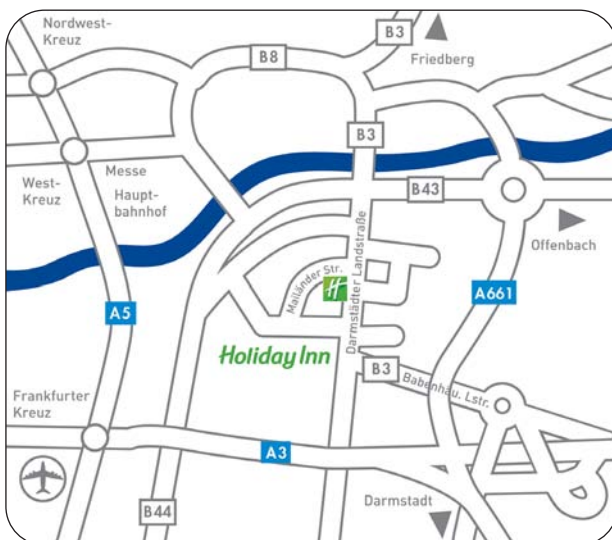 Nordwest-
Kreuz
B3
Friedberg
B8
B3
Messe
West-
Kreuz
Haupt-
bahnhof
B43
Offenbach
Mailänder Str.
Darmstädter Landstraße
H
A661
A5
Holiday Inn
B3
Babenhäu. Lstr.
Frankfurter
Kreuz
A3
Darmstadt
B44